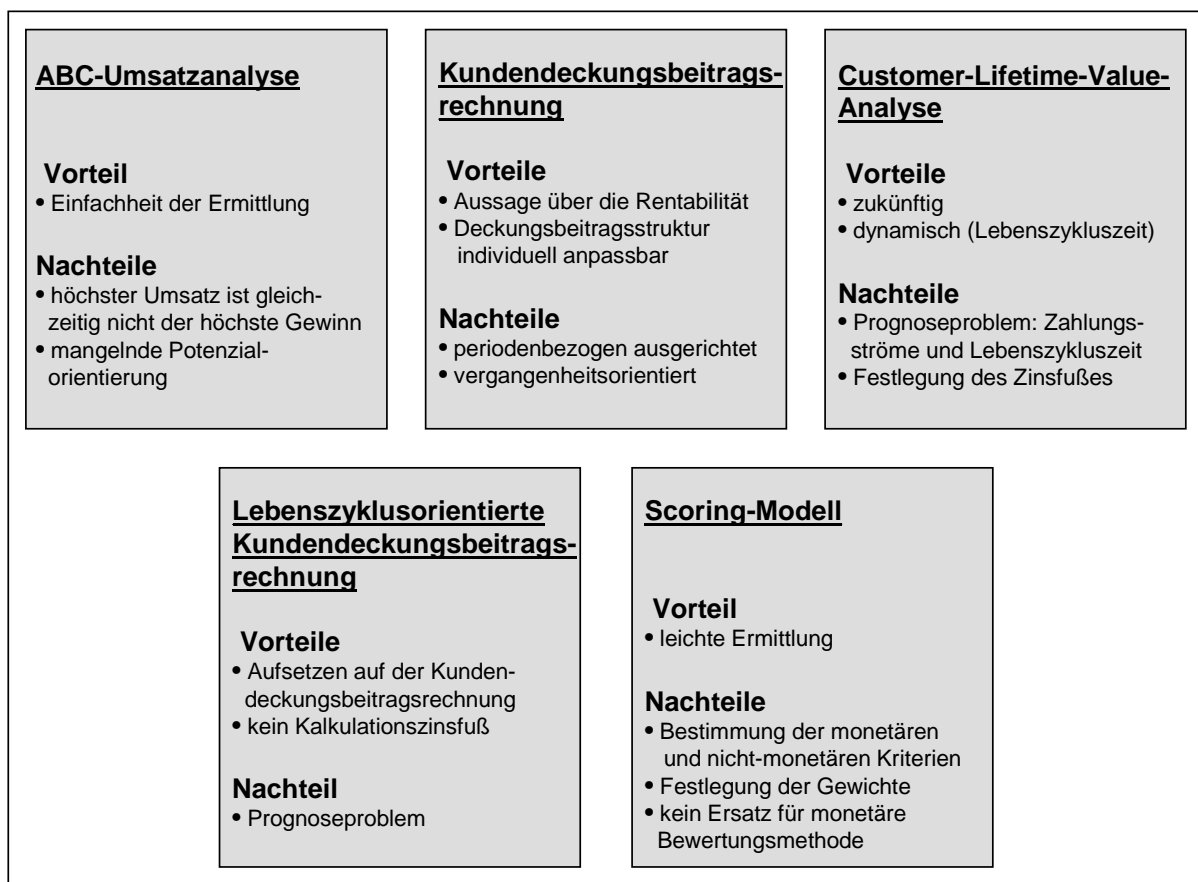 ABC-Umsatzanalyse
Vorteil
• Einfachheit der Ermittlung
Nachteile
• höchster Umsatz ist gleich-
zeitig nicht der höchste Gewinn
• mangelnde Potenzial-
orientierung
Kundendeckungsbeitrags-
rechnung
Vorteile
• Aussage über die Rentabilität
• Deckungsbeitragsstruktur
individuell anpassbar
Nachteile
• periodenbezogen ausgerichtet
• vergangenheitsorientiert
Customer-Lifetime-Value-
Analyse
Vorteile
• zukünftig
• dynamisch (Lebenszykluszeit)
Nachteile
• Prognoseproblem: Zahlungs-
ströme und Lebenszykluszeit
• Festlegung des Zinsfußes
Lebenszyklusorientierte
Kundendeckungsbeitrags-
rechnung
Vorteile
• Aufsetzen auf der Kunden-
deckungsbeitragsrechnung
• kein Kalkulationszinsfuß
Nachteil
• Prognoseproblem
Scoring-Modell
Vorteil
• leichte Ermittlung
Nachteile
• Bestimmung der monetären
und nicht-monetären Kriterien
• Festlegung der Gewichte
• kein Ersatz für monetäre
Bewertungsmethode